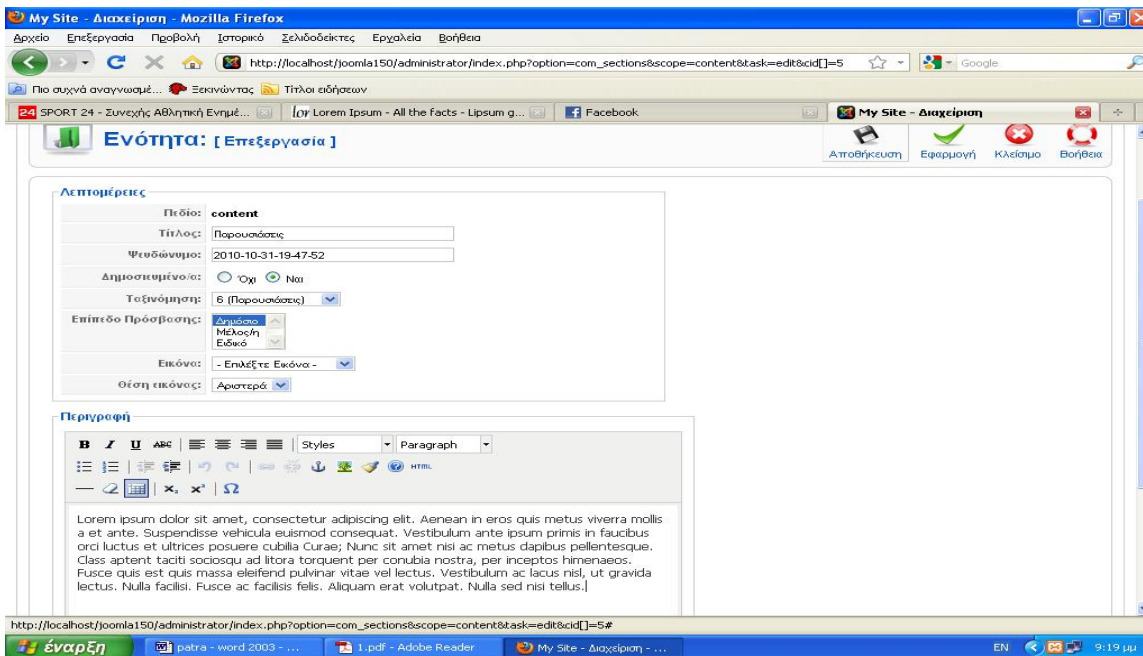 My Site - Διαχείριση - Mozilla Firefox
Αρχείο Επεξεργασία Προβολή Ιστορικό Σελιδοδείκτες Εργαλεία Βοήθεια
http://localhost/joomla150/administrator/index.php?option=com_sections&scope=content&task=edit&cid[]=5 Google
Πιο συχνά αναγνωσμέ... Ξεκινώντας Τίτλοι ειδήσεων
24 SPORT 24 - Συνεχής Αθλητική Ενημέ... lor Lorem Ipsum - All the facts - Lipsum g... Facebook My Site - Διαχείριση
Ενότητα: [ Επεξεργασία ]
Αποθήκευση Εφαρμογή Κλείσιμο Βοήθεια
Λεπτομέρειες
Πεδίο: content
Τίτλος: Παρουσιάσεις
Ψευδώνυμο: 2010-10-31-19-47-52
Δημοσιευμένο/α: Όχι Ναι
Ταξινόμηση: 6 (Παρουσιάσεις)
Επίπεδο Πρόσβασης: Δημόσιο
Μέλος/η
Ειδικό
Εικόνα: - Επιλέξτε Εικόνα -
Θέση εικόνας: Αριστερά
Περιγραφή
B I U ABC Styles Paragraph
HTML
x₂ x² Ω
Lorem ipsum dolor sit amet, consectetur adipiscing elit. Aenean in eros quis metus viverra mollis
a et ante. Suspendisse vehicula euismod consequat. Vestibulum ante ipsum primis in faucibus
orci luctus et ultrices posuere cubilia Curae; Nunc sit amet nisi ac metus dapibus pellentesque.
Class aptent taciti sociosqu ad litora torquent per conubia nostra, per inceptos himenaeos.
Fusce quis est quis massa eleifend pulvinar vitae vel lectus. Vestibulum ac lacus nisl, ut gravida
lectus. Nulla facilisi. Fusce ac facilisis felis. Aliquam erat volutpat. Nulla sed nisi tellus.
http://localhost/joomla150/administrator/index.php?option=com_sections&scope=content&task=edit&cid[]=5#
έναρξη patra - word 2003 - ... 1.pdf - Adobe Reader My Site - Διαχείριση - ... EN 9:19 μμ